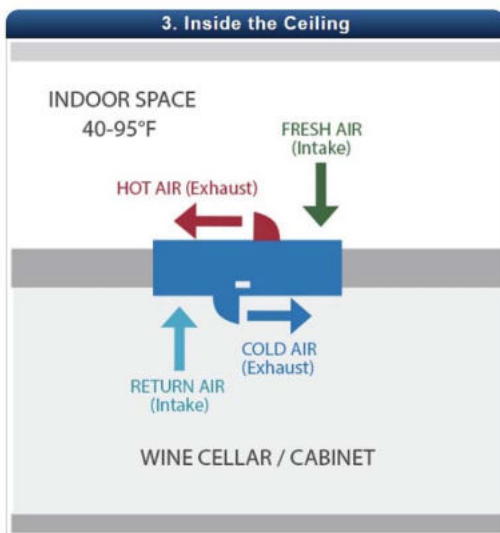 3. Inside the Ceiling
INDOOR SPACE
40-95°F
FRESH AIR
(Intake)
HOT AIR (Exhaust)
COLD AIR
(Exhaust)
RETURN AIR
(Intake)
WINE CELLAR / CABINET